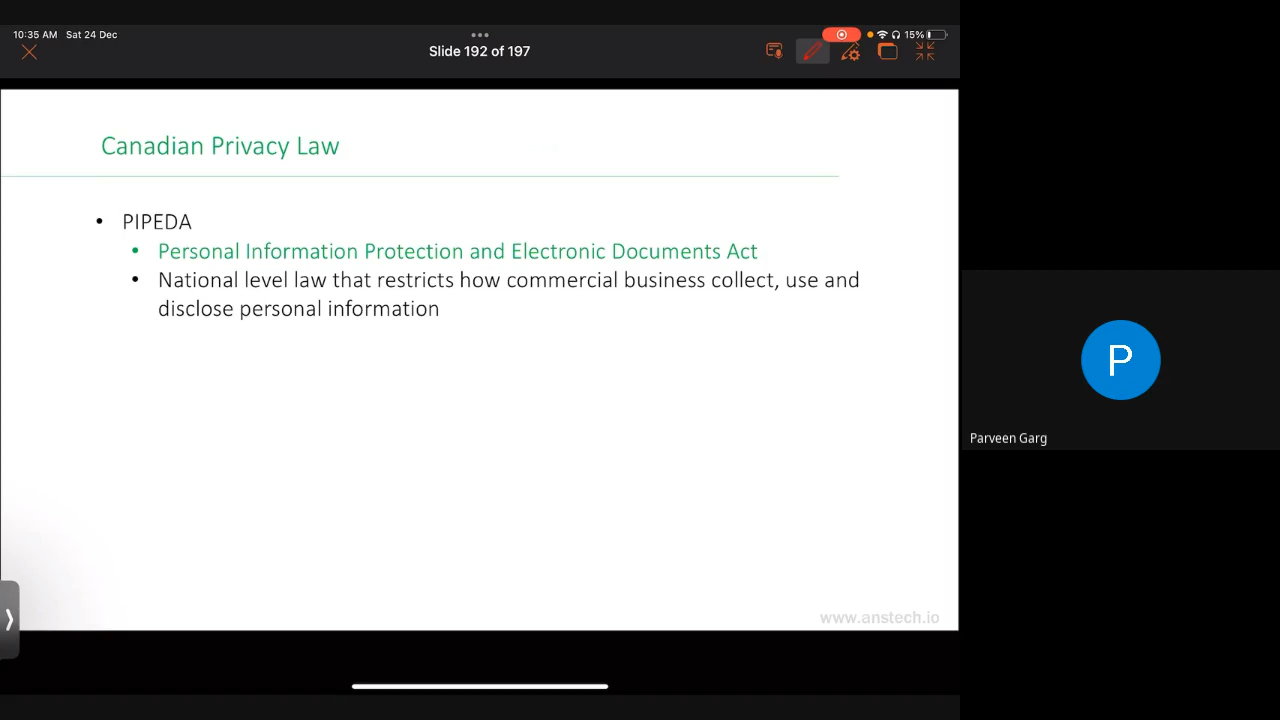 10:35 AM Sat 24 Dec
15%
Slide 192 of 197
Canadian Privacy Law
• PIPEDA
• Personal Information Protection and Electronic Documents Act
• National level law that restricts how commercial business collect, use and
disclose personal information
P
Parveen Garg
www.anstech.io